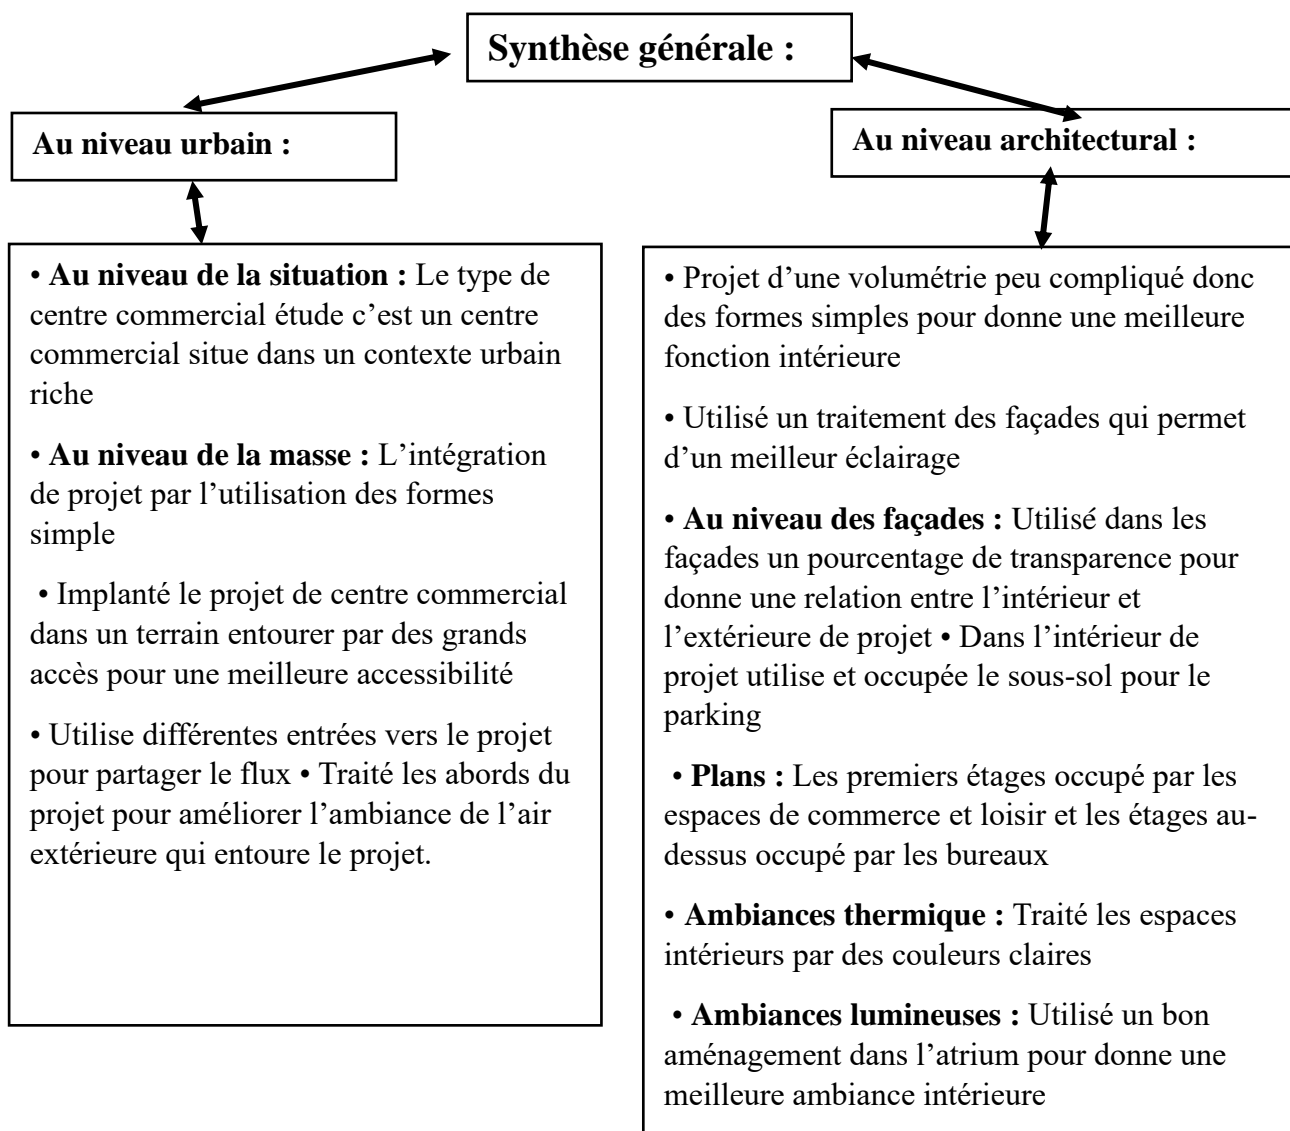 Synthèse générale :
Au niveau urbain :
Au niveau architectural :
• Au niveau de la situation : Le type de
centre commercial étude c’est un centre
commercial situe dans un contexte urbain
riche
• Au niveau de la masse : L’intégration
de projet par l’utilisation des formes
simple
• Implanté le projet de centre commercial
dans un terrain entourer par des grands
accès pour une meilleure accessibilité
• Utilise différentes entrées vers le projet
pour partager le flux • Traité les abords du
projet pour améliorer l’ambiance de l’air
extérieure qui entoure le projet.
• Projet d’une volumétrie peu compliqué donc
des formes simples pour donne une meilleure
fonction intérieure
• Utilisé un traitement des façades qui permet
d’un meilleur éclairage
• Au niveau des façades : Utilisé dans les
façades un pourcentage de transparence pour
donne une relation entre l’intérieur et
l’extérieure de projet • Dans l’intérieur de
projet utilise et occupée le sous-sol pour le
parking
• Plans : Les premiers étages occupé par les
espaces de commerce et loisir et les étages au-
dessus occupé par les bureaux
• Ambiances thermique : Traité les espaces
intérieurs par des couleurs claires
• Ambiances lumineuses : Utilisé un bon
aménagement dans l’atrium pour donne une
meilleure ambiance intérieure